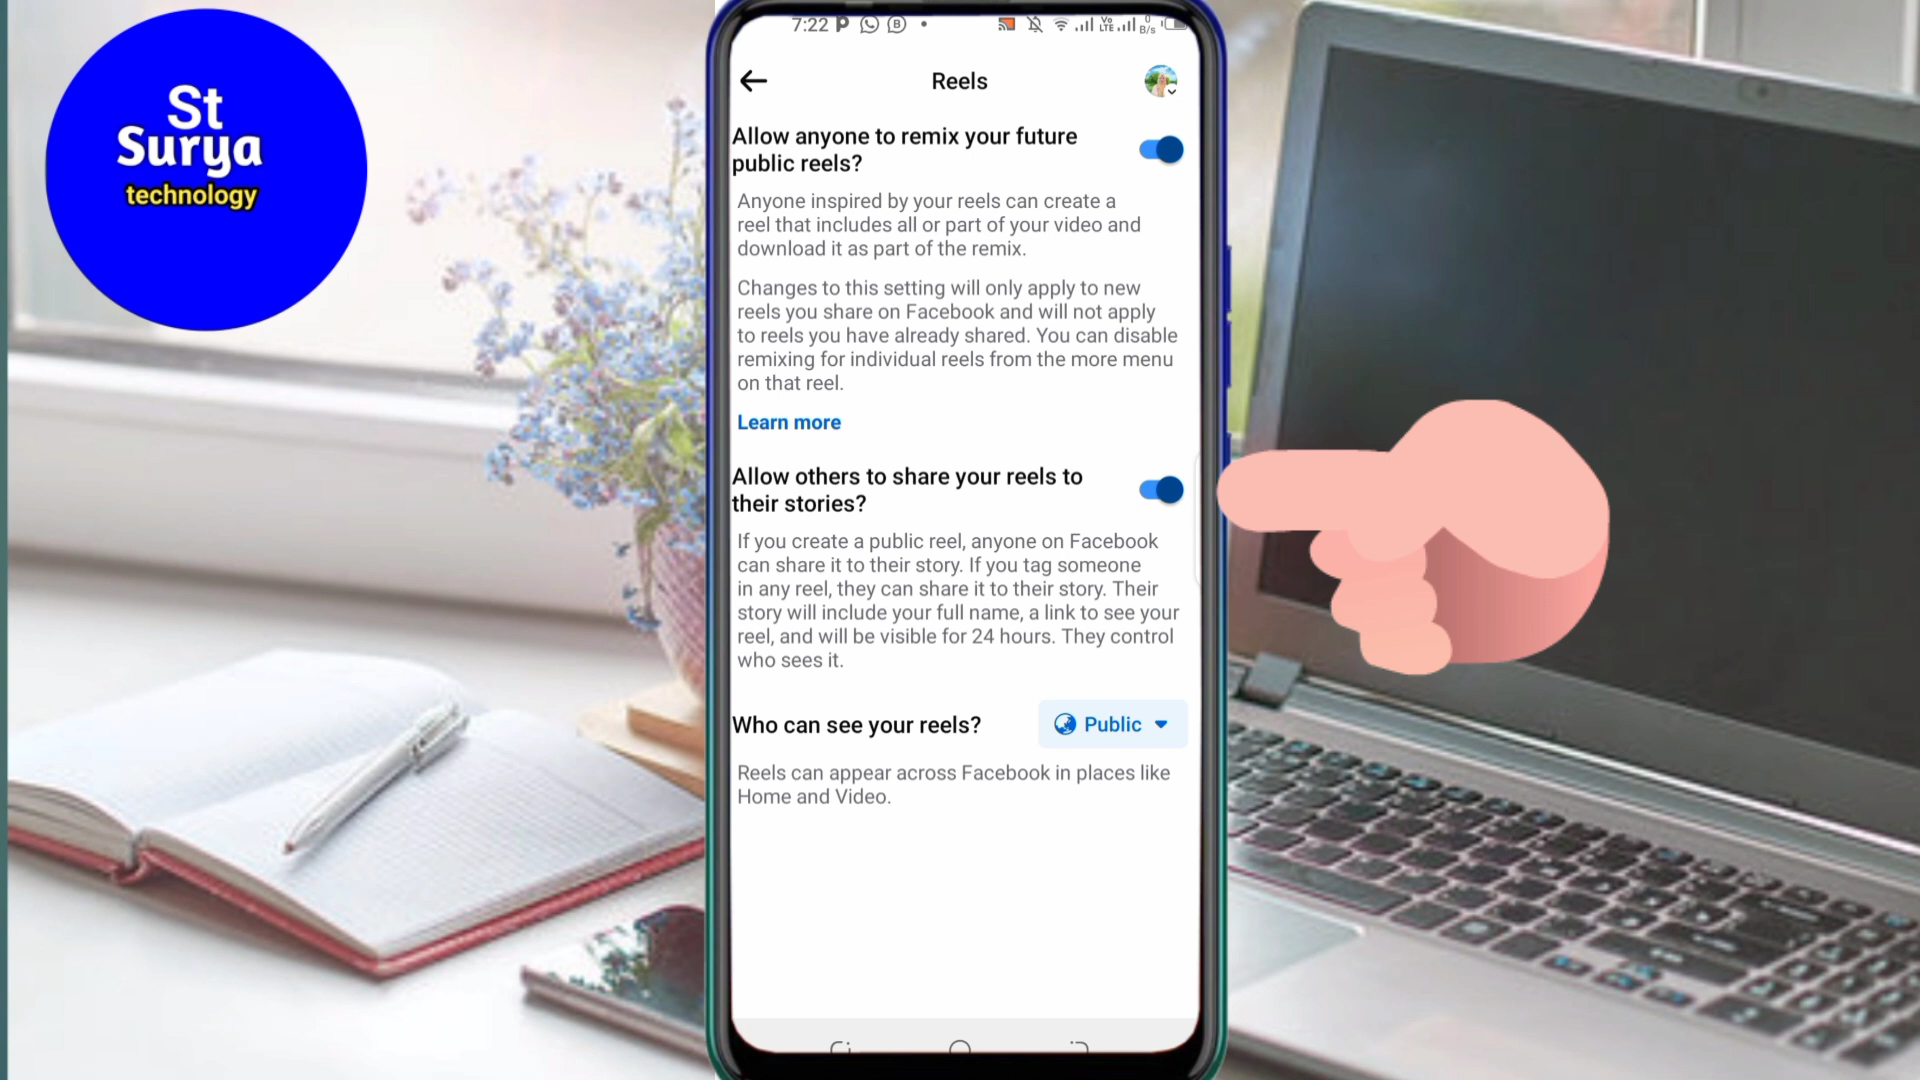 St
Surya
technology
7:22
Reels
Allow anyone to remix your future
public reels?
Anyone inspired by your reels can create a
reel that includes all or part of your video and
download it as part of the remix.
Changes to this setting will only apply to new
reels you share on Facebook and will not apply
to reels you have already shared. You can disable
remixing for individual reels from the more menu
on that reel.
Learn more
Allow others to share your reels to
their stories?
If you create a public reel, anyone on Facebook
can share it to their story. If you tag someone
in any reel, they can share it to their story. Their
story will include your full name, a link to see your
reel, and will be visible for 24 hours. They control
who sees it.
Who can see your reels?
Public
Reels can appear across Facebook in places like
Home and Video.